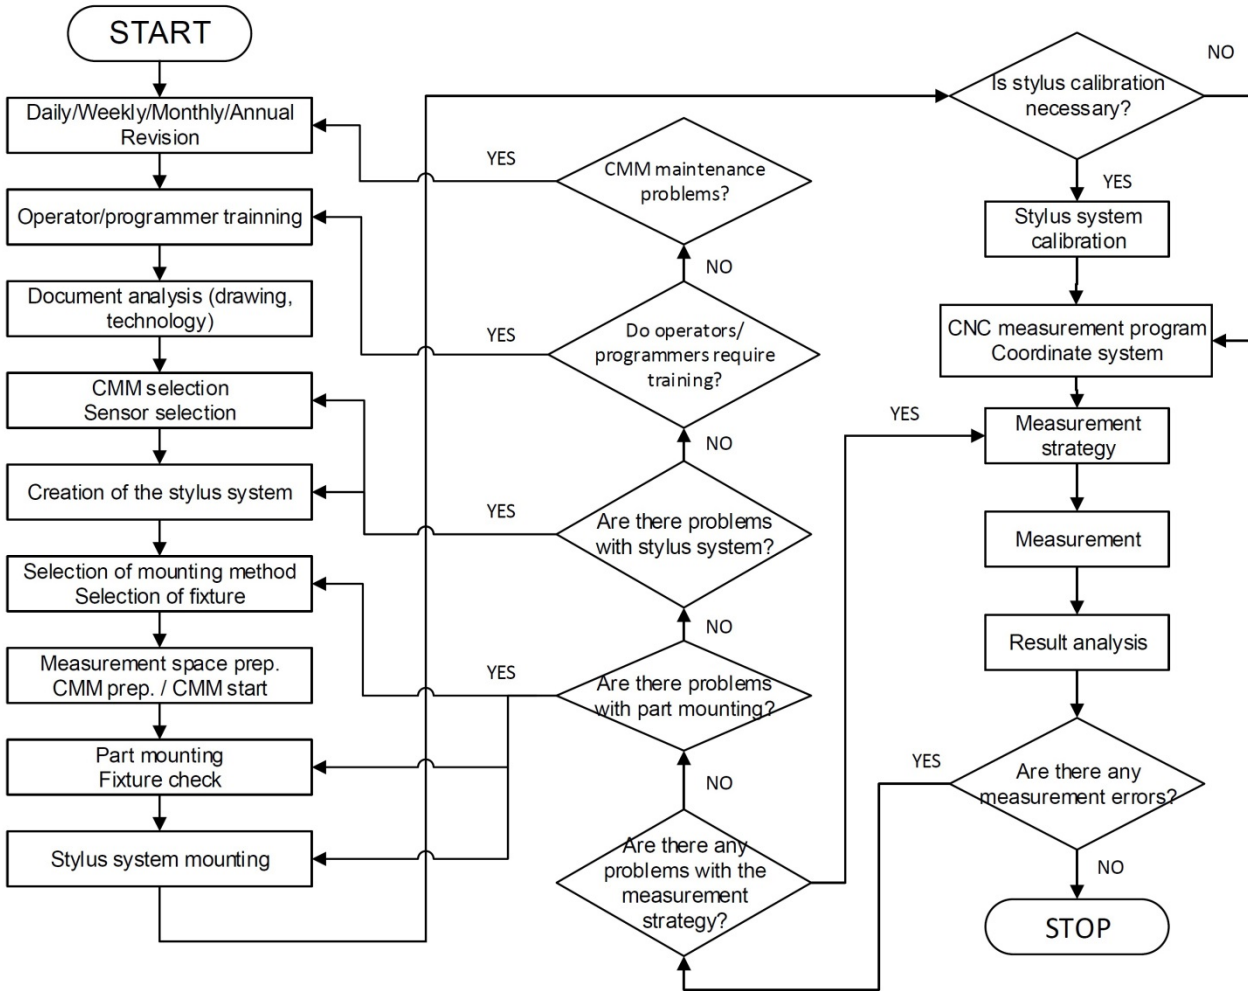 START
Daily/Weekly/Monthly/Annual
Revision
Operator/programmer trainning
Document analysis (drawing,
technology)
CMM selection
Sensor selection
Creation of the stylus system
Selection of mounting method
Selection of fixture
Measurement space prep.
CMM prep. / CMM start
Part mounting
Fixture check
Stylus system mounting
YES
CMM maintenance
problems?
NO
YES
Do operators/
programmers require
training?
NO
YES
Are there problems
with stylus system?
NO
YES
Are there problems
with part mounting?
NO
Are there any
problems with the
measurement
strategy?
YES
Is stylus calibration
necessary?
NO
YES
Stylus system
calibration
CNC measurement program
Coordinate system
Measurement
strategy
Measurement
Result analysis
YES
Are there any
measurement errors?
NO
STOP